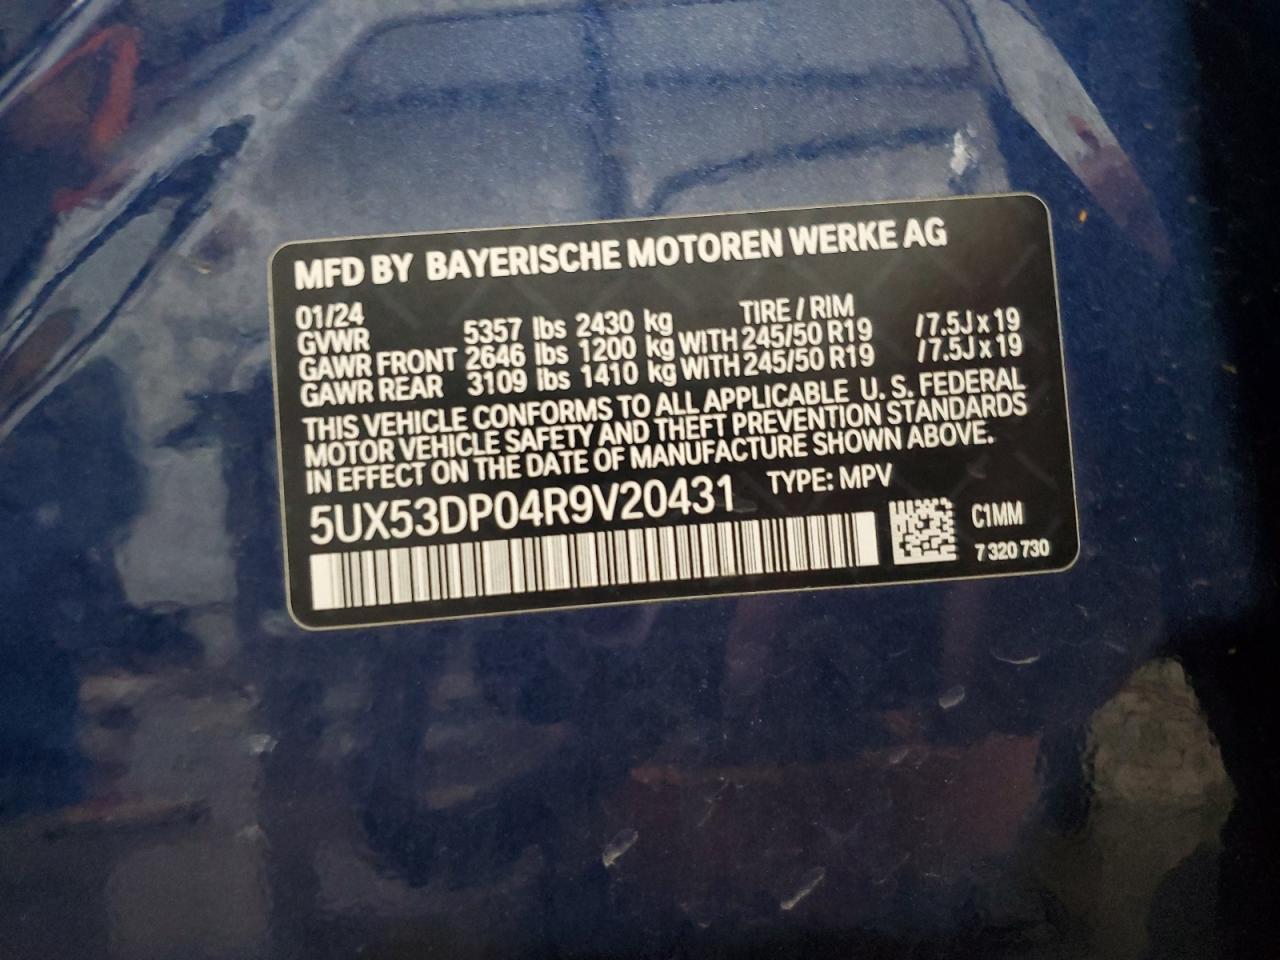 MFD BY BAYERISCHE MOTOREN WERKE AG
01/24 TIRE / RIM
GVWR 5357 lbs 2430 kg
GAWR FRONT 2646 lbs 1200 kg WITH 245/50 R19 /7.5J x 19
GAWR REAR 3109 lbs 1410 kg WITH 245/50 R19 /7.5J x 19
THIS VEHICLE CONFORMS TO ALL APPLICABLE U. S. FEDERAL
MOTOR VEHICLE SAFETY AND THEFT PREVENTION STANDARDS
IN EFFECT ON THE DATE OF MANUFACTURE SHOWN ABOVE.
5UX53DP04R9V20431 TYPE: MPV
C1MM
7 320 730